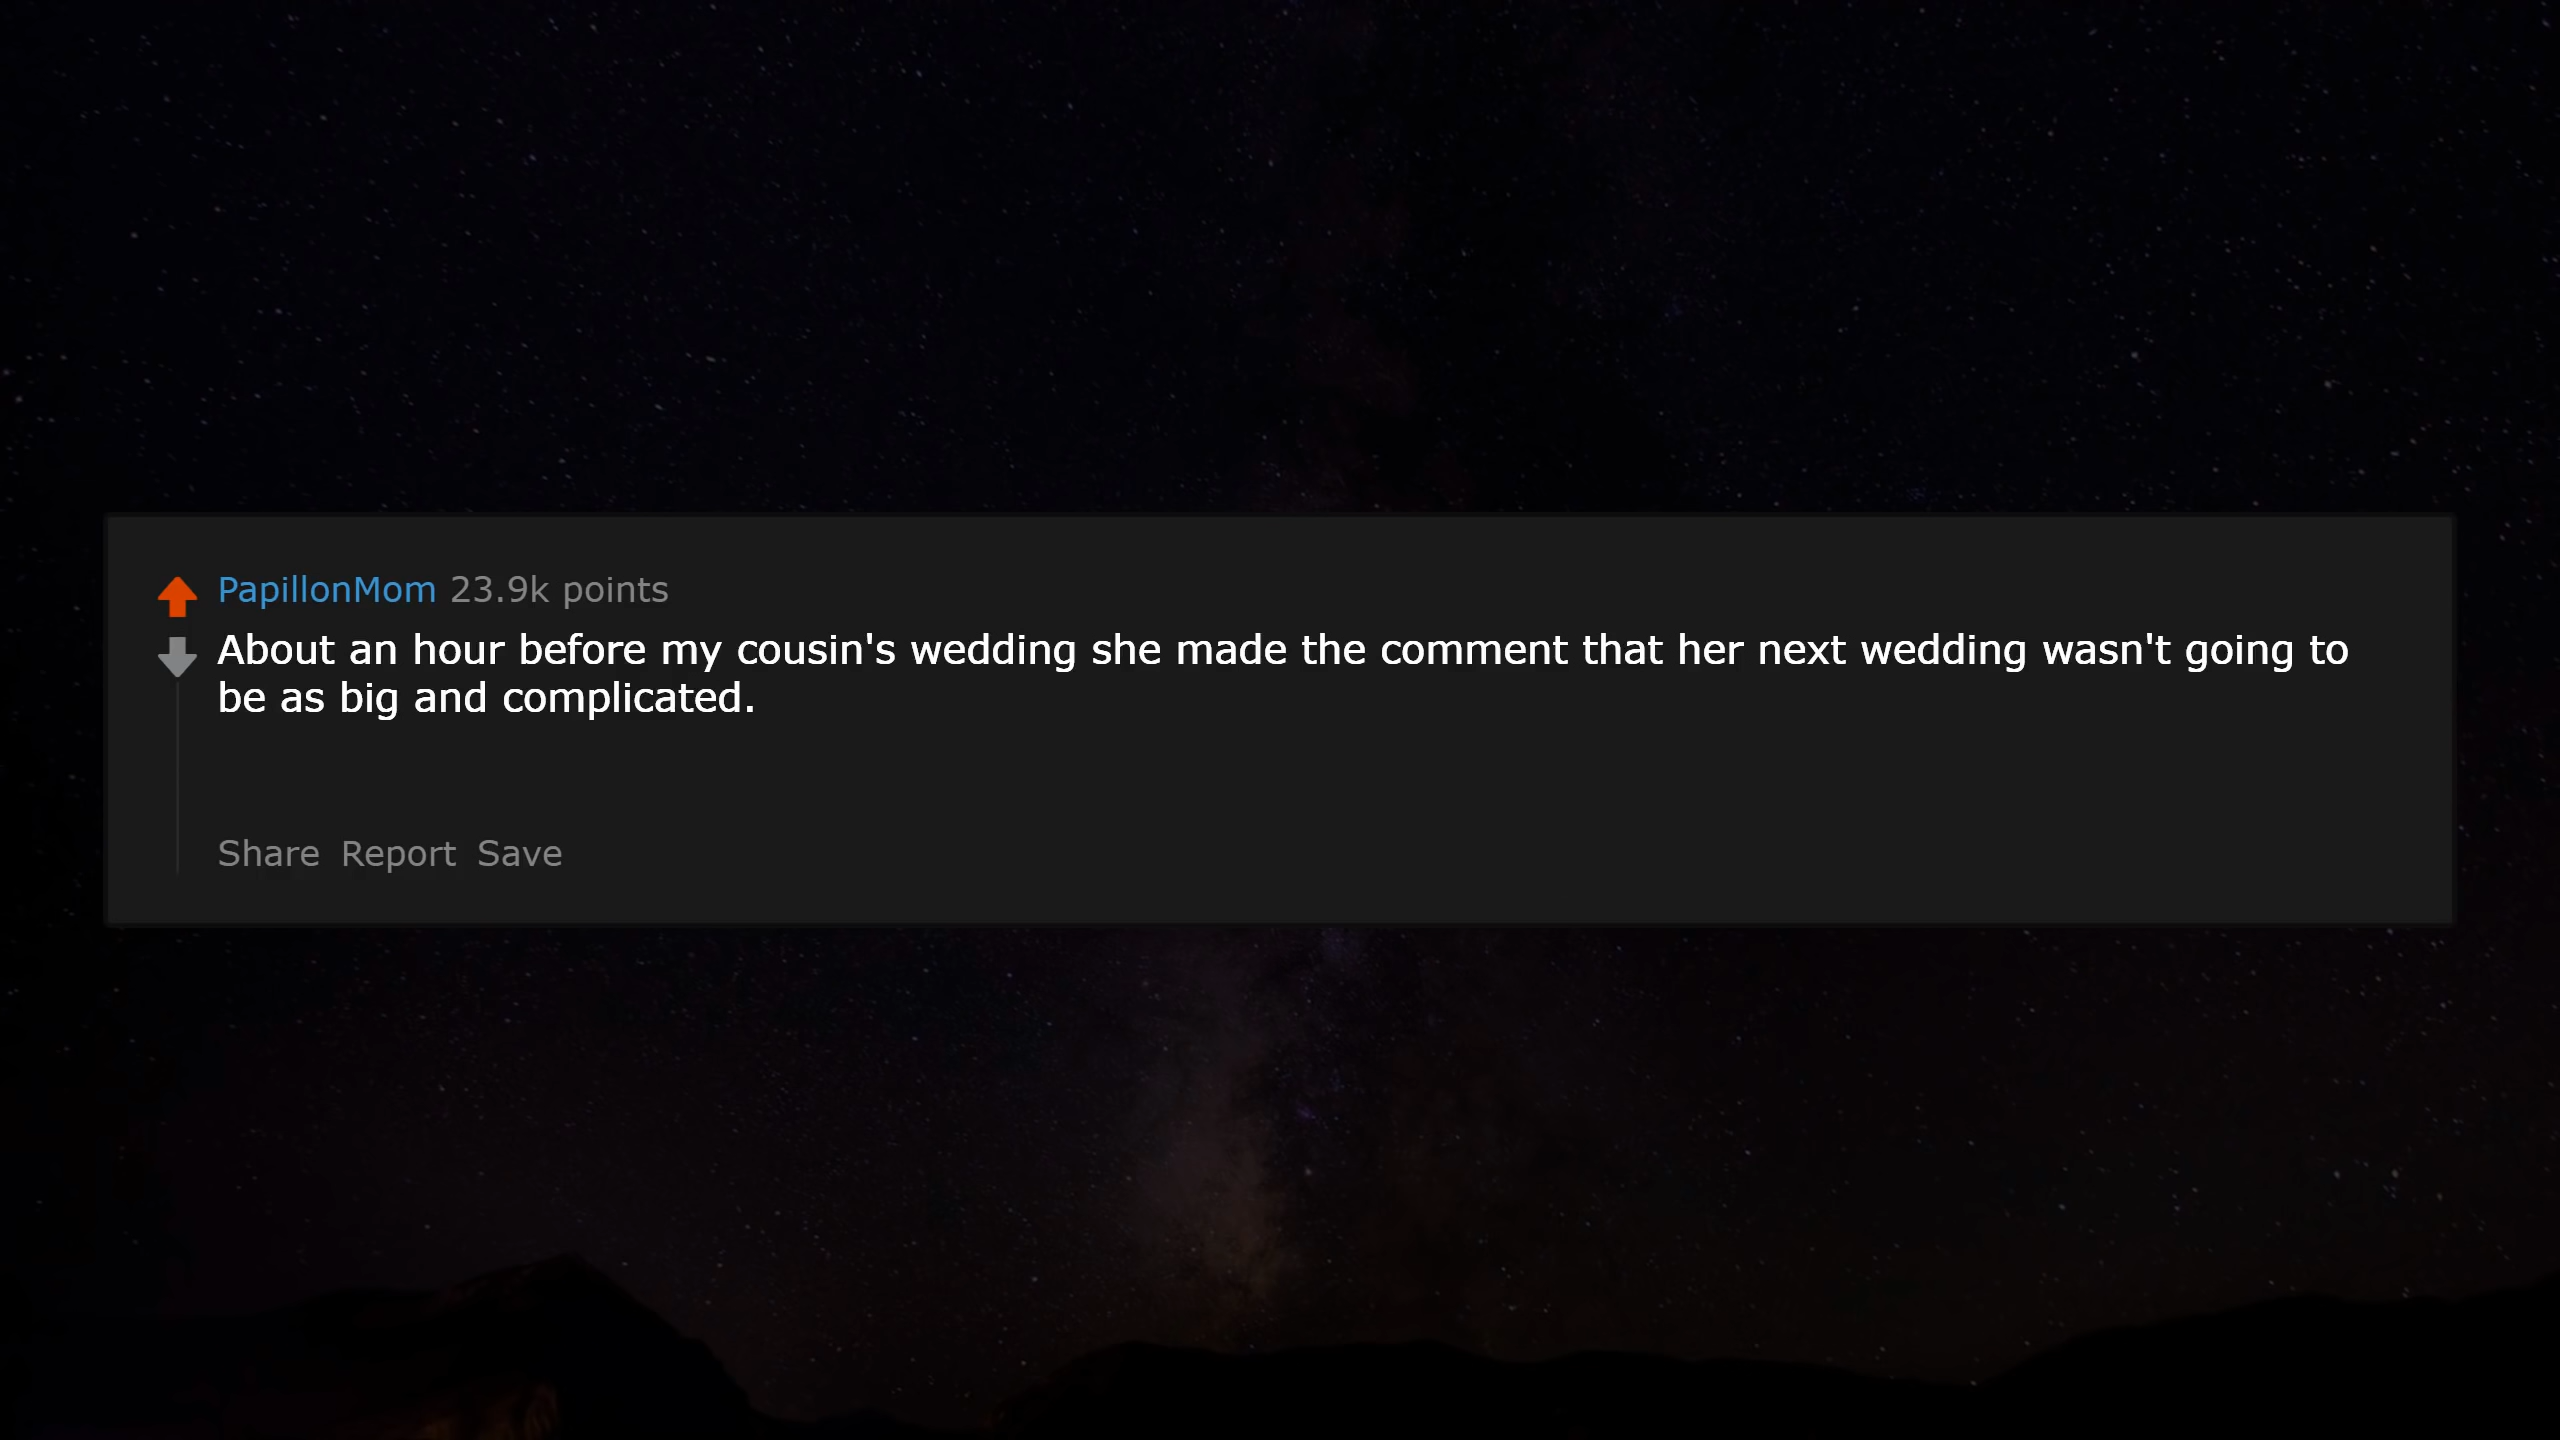 PapillonMom 23.9k points
About an hour before my cousin's wedding she made the comment that her next wedding wasn't going to
be as big and complicated.
Share Report Save